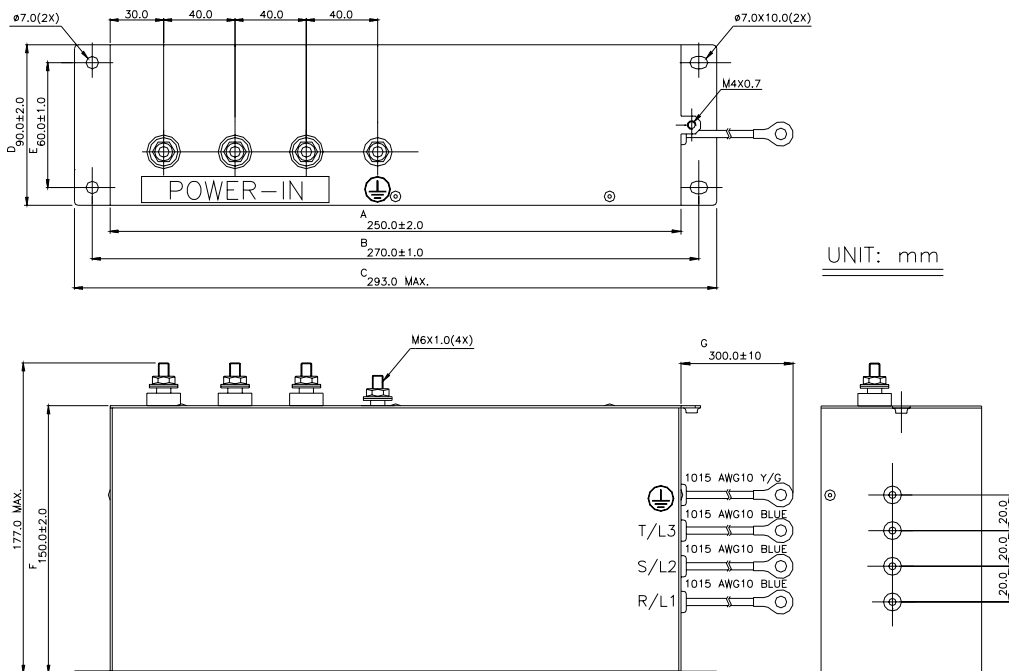 30.0
40.0
40.0
40.0
ø7.0(2X)
ø7.0X10.0(2X)
M4X0.7
D
90.0±2.0
E
60.0±1.0
POWER-IN
A
250.0±2.0
B
270.0±1.0
C
293.0 MAX.
UNIT: mm
M6X1.0(4X)
G
300.0±10
177.0 MAX.
F
150.0±2.0
1015 AWG10 Y/G
1015 AWG10 BLUE
T/L3
1015 AWG10 BLUE
S/L2
1015 AWG10 BLUE
R/L1
20.0
20.0
20.0